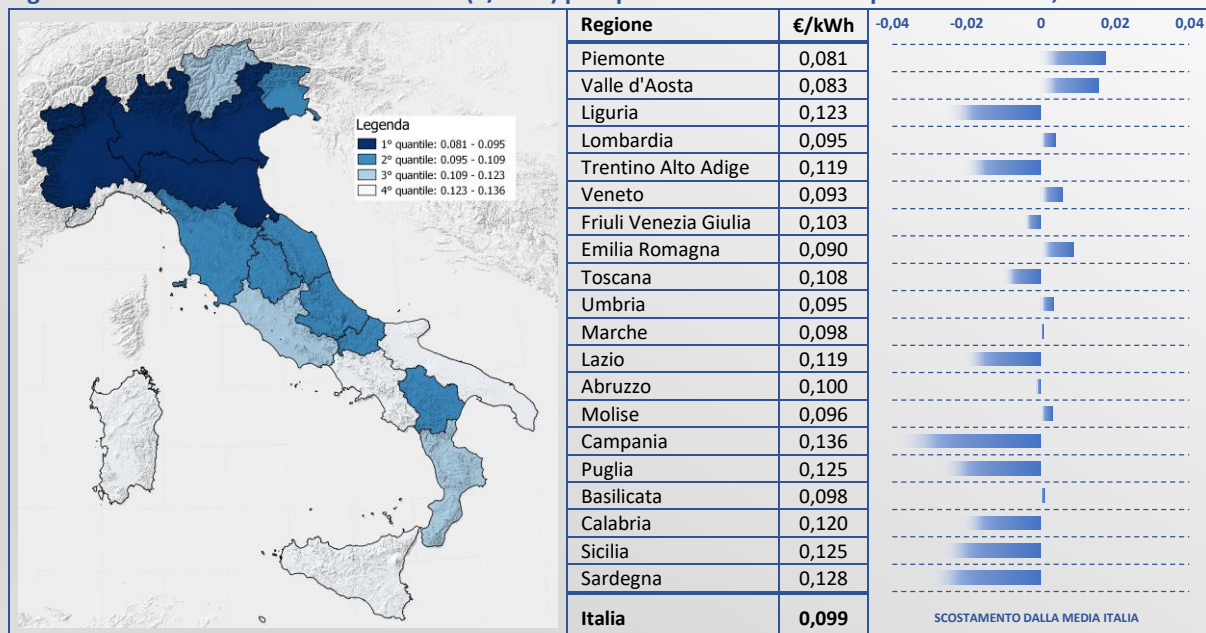 (€/kWh) per
Regione €/kWh -0,04 -0,02 0 0,02 0,04
Piemonte 0,081
Valle d'Aosta 0,083
Liguria 0,123
Lombardia 0,095
Trentino Alto Adige 0,119
Veneto 0,093
Friuli Venezia Giulia 0,103
Emilia Romagna 0,090
Toscana 0,108
Umbria 0,095
Marche 0,098
Lazio 0,119
Abruzzo 0,100
Molise 0,096
Campania 0,136
Puglia 0,125
Basilicata 0,098
Calabria 0,120
Sicilia 0,125
Sardegna 0,128
Italia 0,099
SCOSTAMENTO DALLA MEDIA ITALIA
Legenda
1° quantile: 0.081 - 0.095
2° quantile: 0.095 - 0.109
3° quantile: 0.109 - 0.123
4° quantile: 0.123 - 0.136